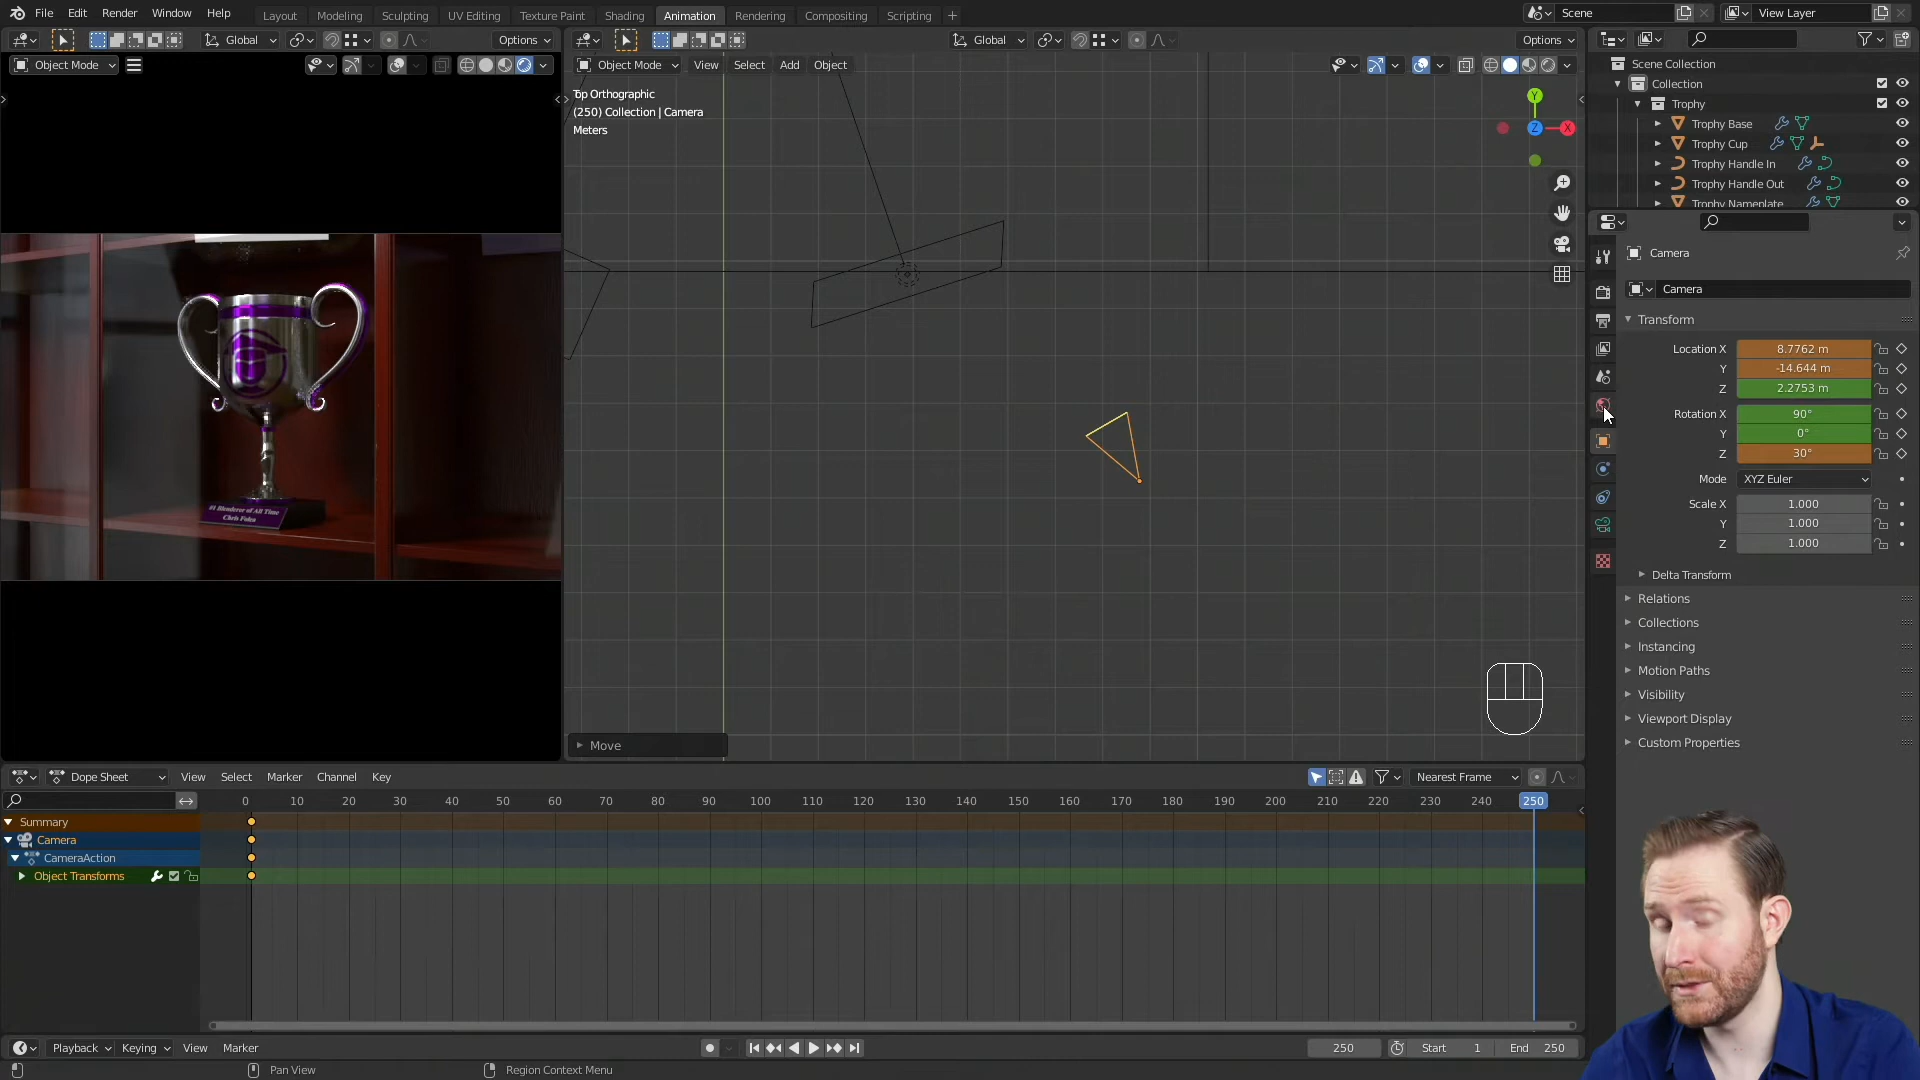 File Edit Render Window Help Layout Modeling Sculpting UV Editing Texture Paint Shading Animation Rendering Compositing Scripting + Scene View Layer
Global Options Global Options
Object Mode Object Mode View Select Add Object
Top Orthographic
(250) Collection | Camera
Meters
Y
Z
X
Scene Collection
Collection
Trophy
Trophy Base
Trophy Cup
Trophy Handle In
Trophy Handle Out
Trophy Nameplate
Camera
Camera
Transform
Location X 8.7762 m
Y -14.644 m
Z 2.2753 m
Rotation X 90°
Y 0°
Z 30°
Mode XYZ Euler
Scale X 1.000
Y 1.000
Z 1.000
Delta Transform
Relations
Collections
Instancing
Motion Paths
Visibility
Viewport Display
Custom Properties
#1 Blenderer of All Time
Chris Folea
Move
Dope Sheet View Select Marker Channel Key Nearest Frame
0 10 20 30 40 50 60 70 80 90 100 110 120 130 140 150 160 170 180 190 200 210 220 230 240 250
Summary
Camera
CameraAction
Object Transforms
Playback Keying View Marker 250 Start 1 End 250
Pan View Region Context Menu